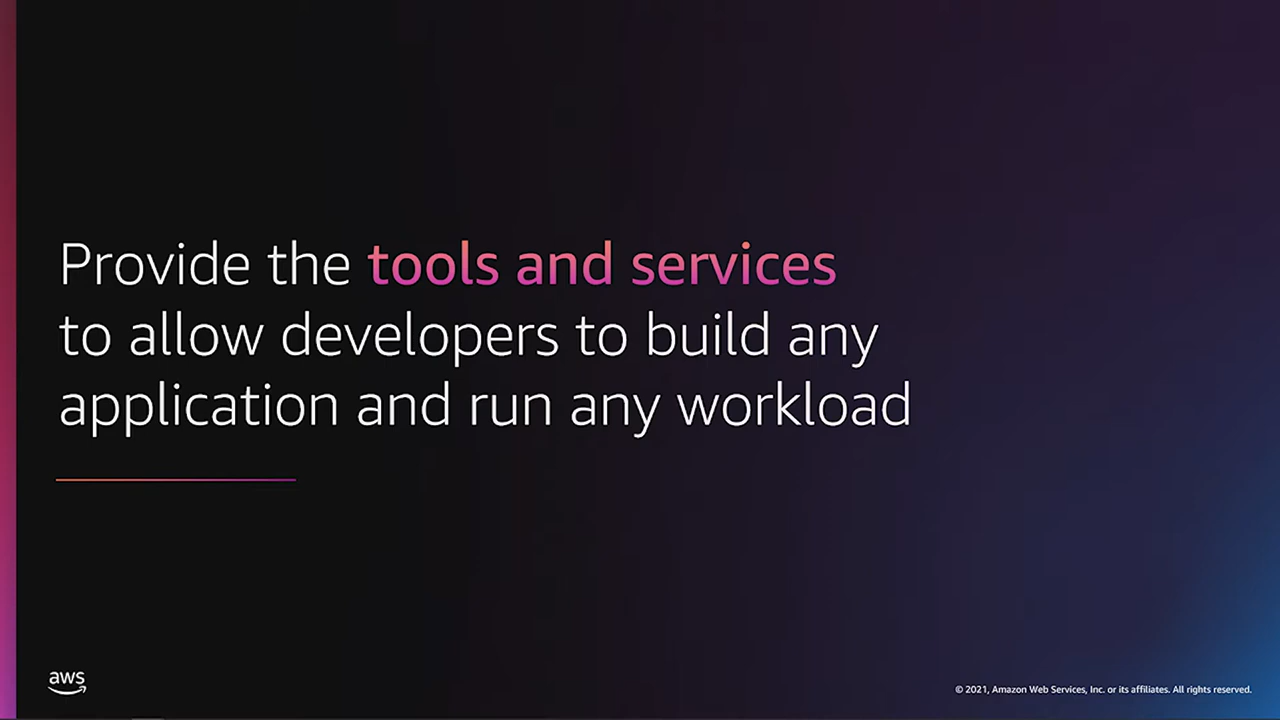 Provide the tools and services
to allow developers to build any
application and run any workload
aws
© 2021, Amazon Web Services, Inc. or its affiliates. All rights reserved.